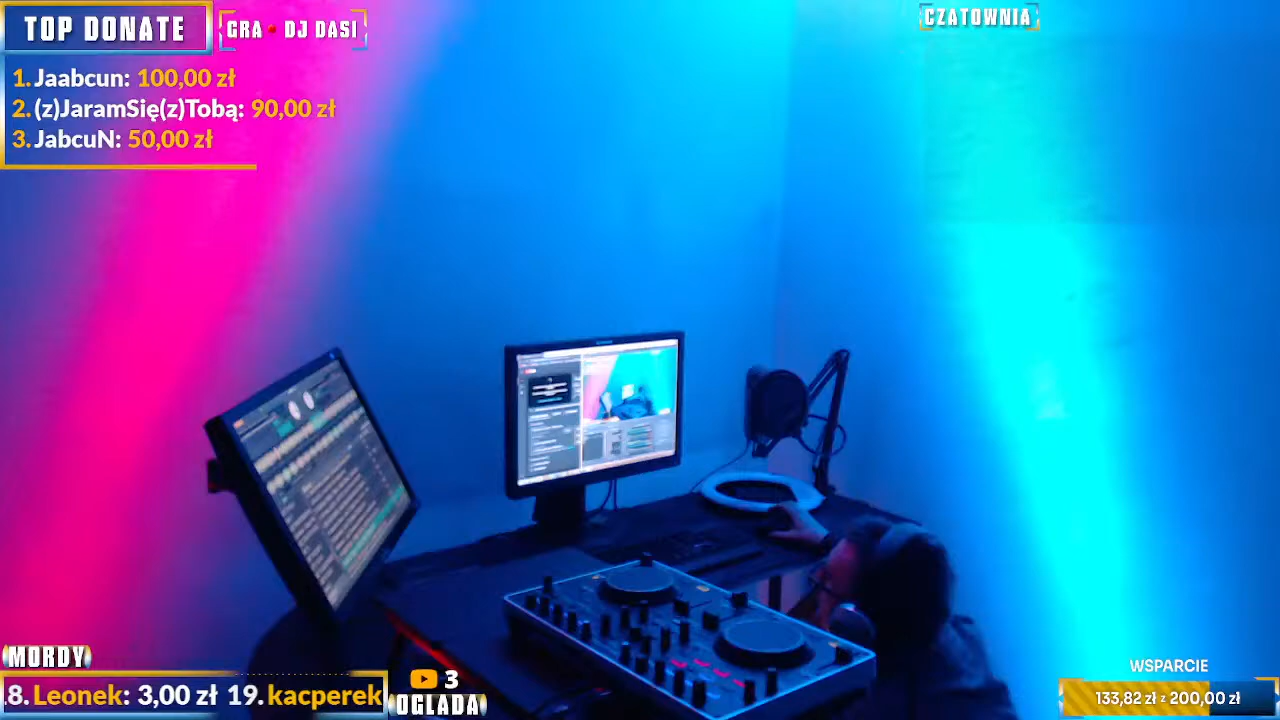 TOP DONATE
GRA • DJ DASI
CZATOWNIA
1. Jaabcun: 100,00 zł
2. (z)JaramSię(z)Tobą: 90,00 zł
3. JabcuN: 50,00 zł
MORDY
8. Leonek: 3,00 zł 19. kacperek
3
OGLĄDA
WSPARCIE
133,82 zł z 200,00 zł